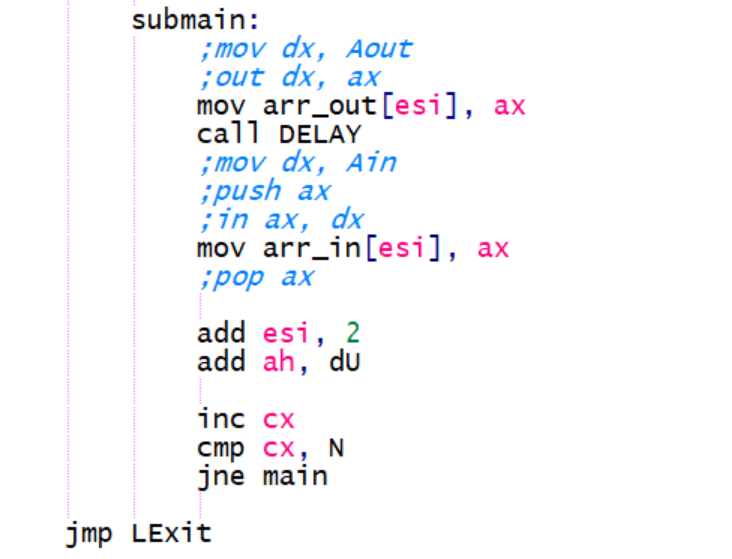 submain:
;mov dx, Aout
;out dx, ax
mov arr_out[esi], ax
call DELAY
;mov dx, Ain
;push ax
;in ax, dx
mov arr_in[esi], ax
;pop ax
add esi, 2
add ah, dU
inc cx
cmp cx, N
jne main
jmp LExit